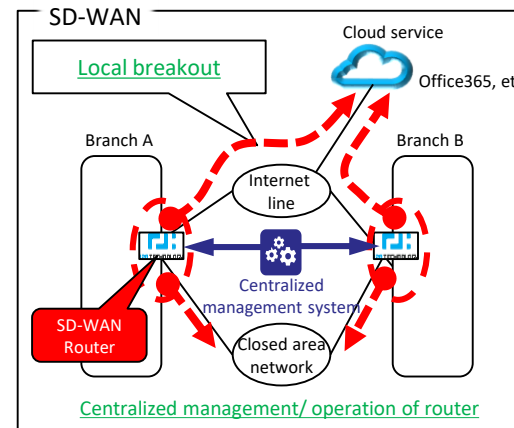 SD-WAN
Cloud service
Local breakout
Office365, et
Branch A
Branch B
Internet
line
Centralized
management system
SD-WAN
Router
Closed area
network
Centralized management/ operation of router